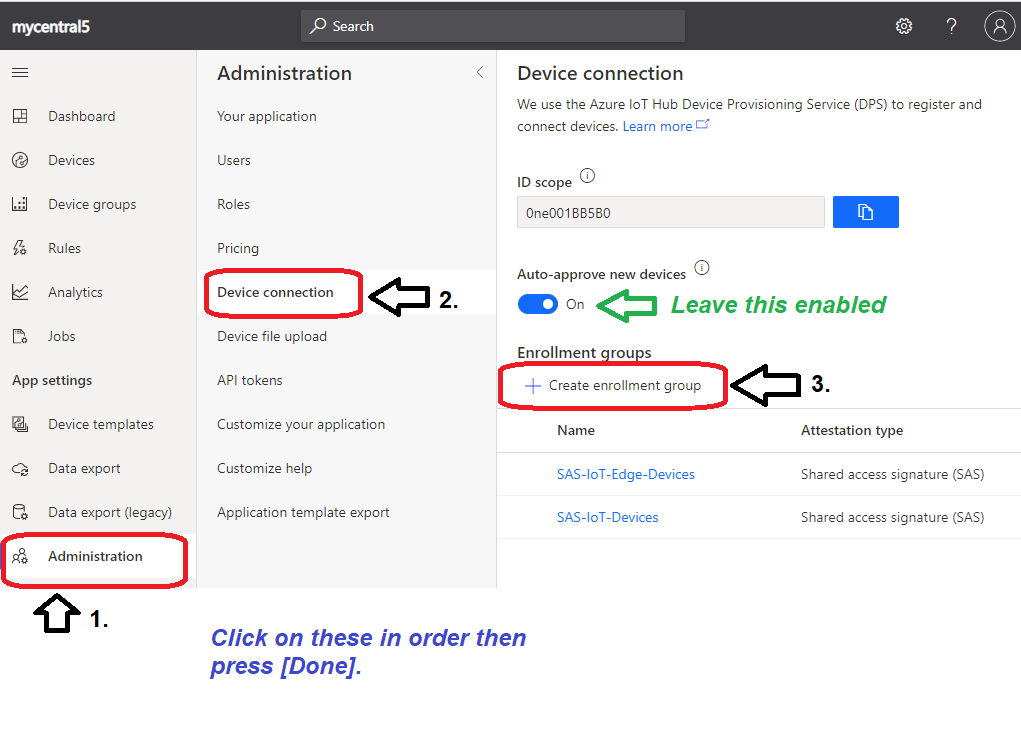 mycentral5
Search
Dashboard
Devices
Device groups
Rules
Analytics
Jobs
App settings
Device templates
Data export
Data export (legacy)
Administration
1.
Administration
Your application
Users
Roles
Pricing
Device connection
2.
Device file upload
API tokens
Customize your application
Customize help
Application template export
Device connection
We use the Azure IoT Hub Device Provisioning Service (DPS) to register and
connect devices. Learn more
ID scope
0ne001BB5B0
Auto-approve new devices
On
Leave this enabled
Enrollment groups
Create enrollment group
3.
Name Attestation type
SAS-IoT-Edge-Devices Shared access signature (SAS)
SAS-IoT-Devices Shared access signature (SAS)
Click on these in order then
press [Done].